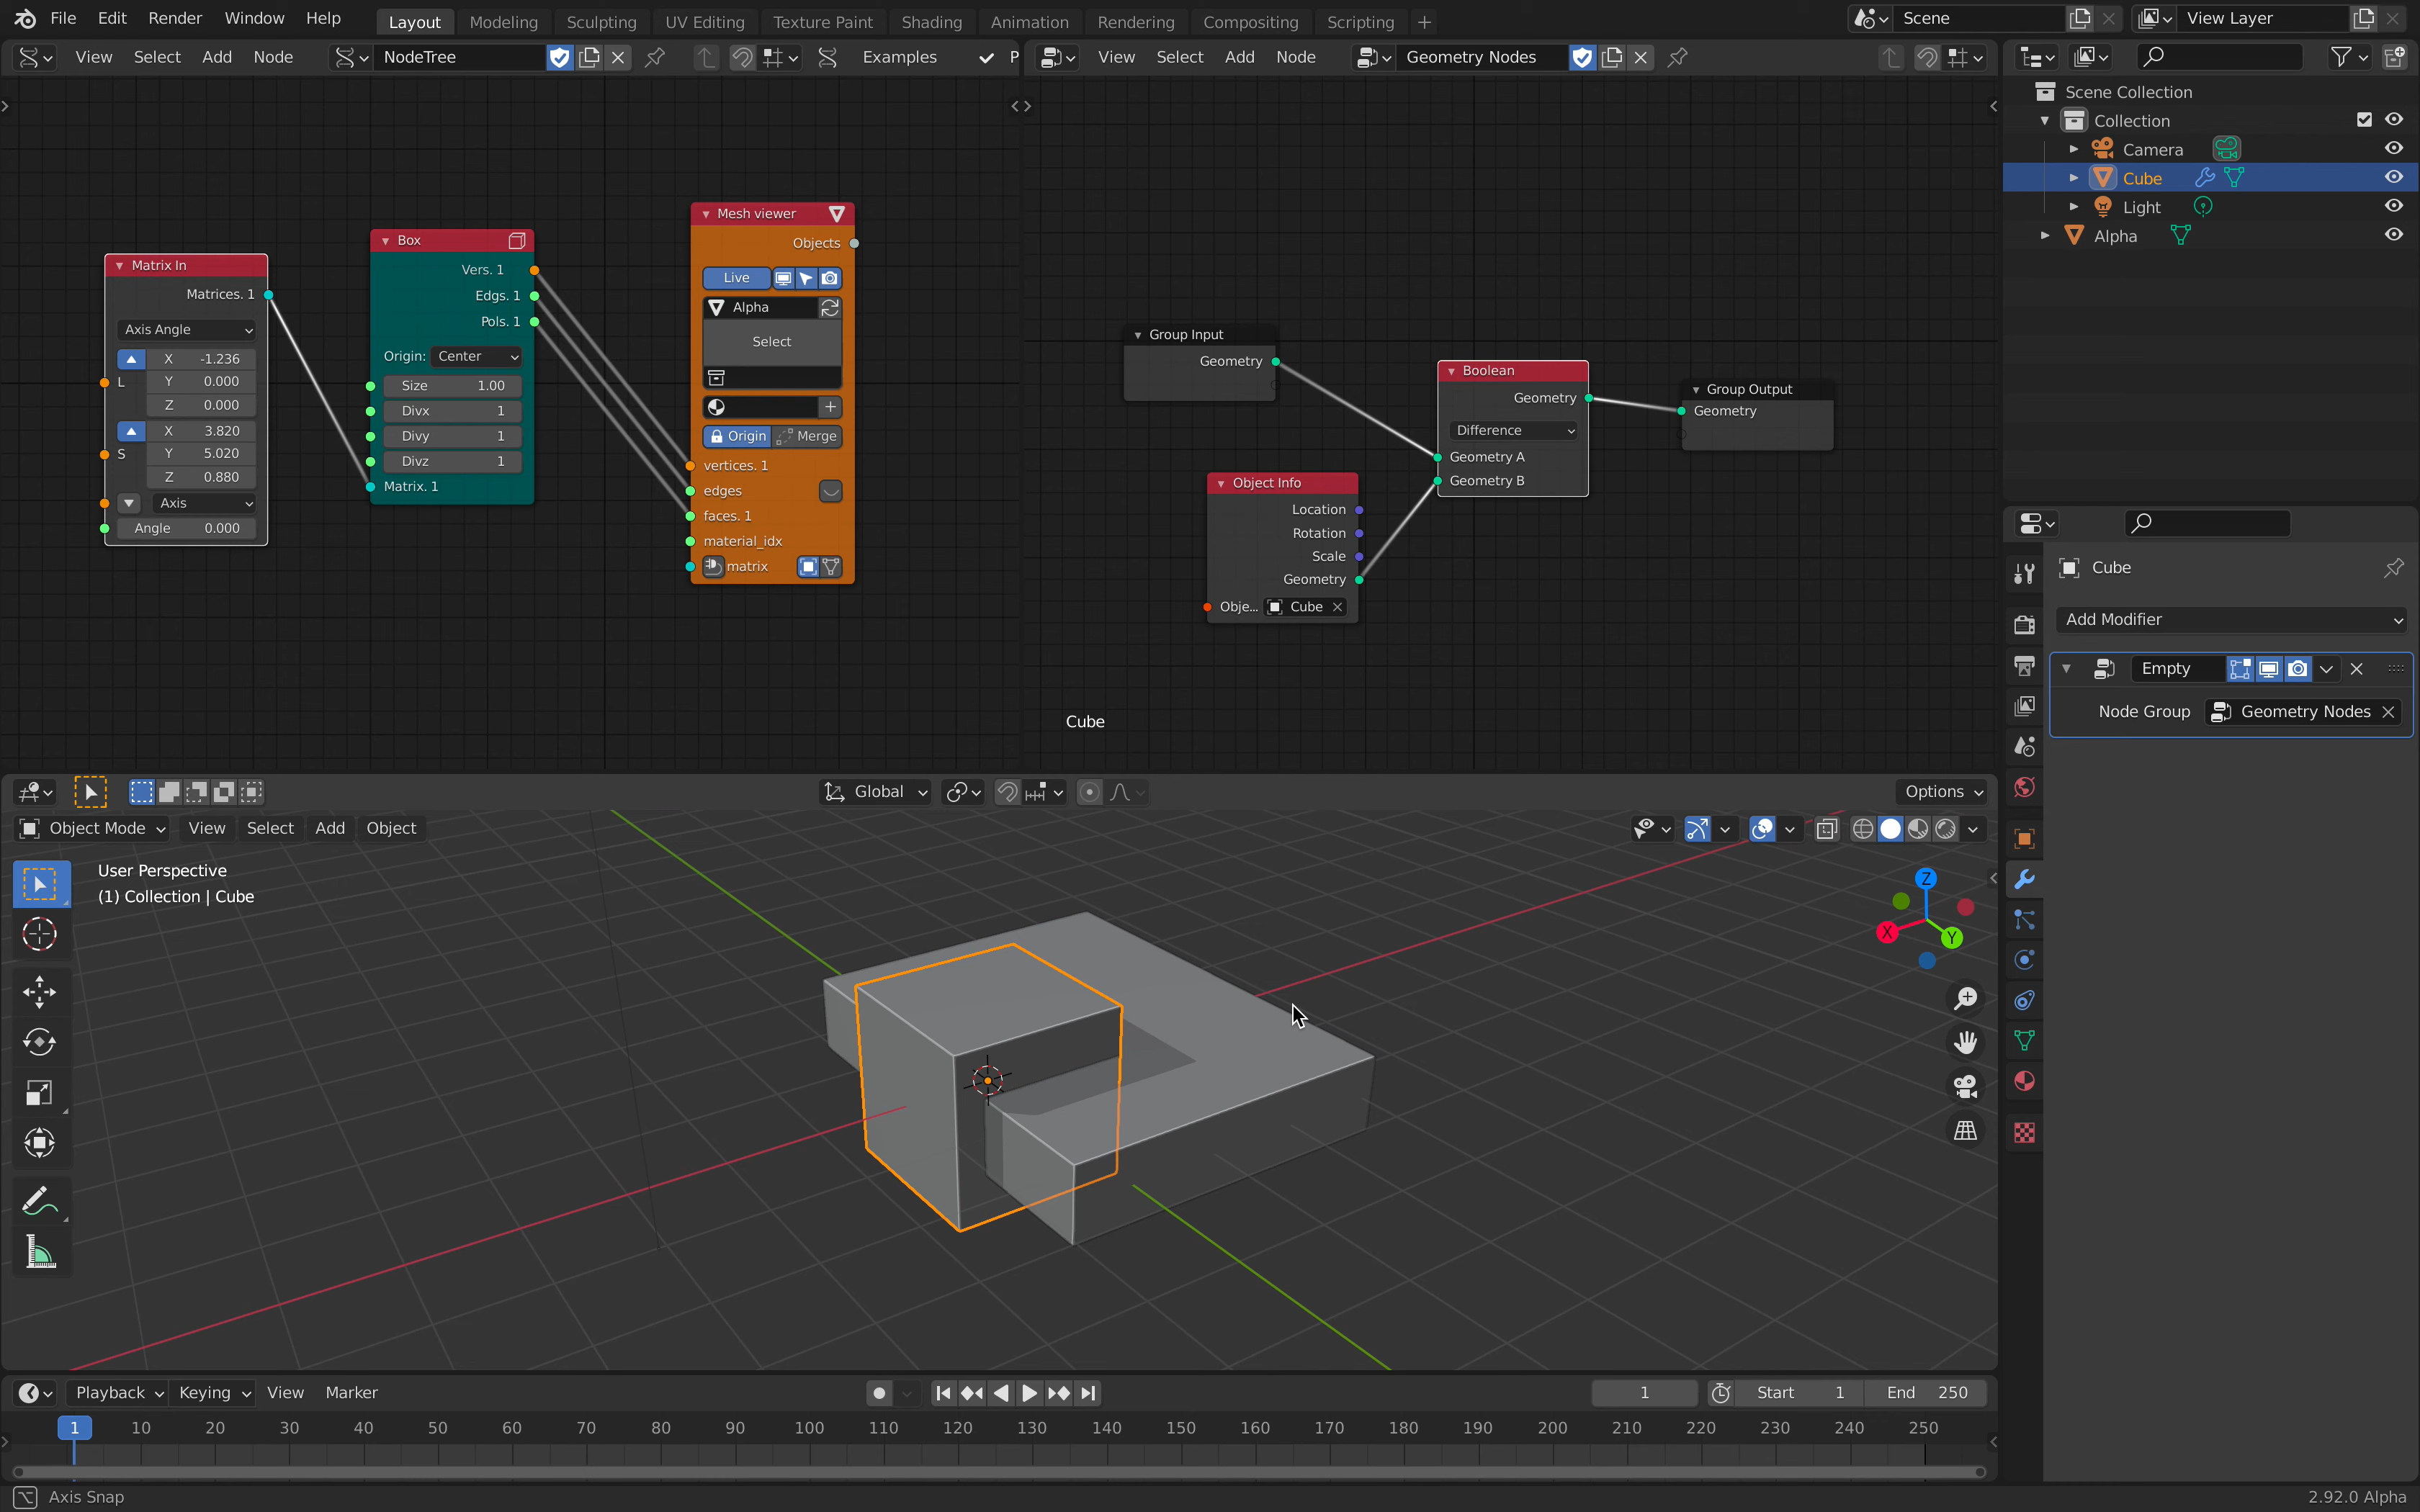 File Edit Render Window Help Layout Modeling Sculpting UV Editing Texture Paint Shading Animation Rendering Compositing Scripting Scene View Layer
View Select Add Node NodeTree Examples P
View Select Add Node Geometry Nodes
Matrix In
Matrices. 1
Axis Angle
X -1.236
L Y 0.000
Z 0.000
X 3.820
S Y 5.020
Z 0.880
Axis
Angle 0.000
Box
Vers. 1
Edgs. 1
Pols. 1
Origin: Center
Size 1.00
Divx 1
Divy 1
Divz 1
Matrix. 1
Mesh viewer
Objects
Live
Alpha
Select
Origin Merge
vertices. 1
edges
faces. 1
material_idx
matrix
Group Input
Geometry
Object Info
Location
Rotation
Scale
Geometry
Obje... Cube
Boolean
Geometry
Difference
Geometry A
Geometry B
Group Output
Geometry
Cube
Scene Collection
Collection
Camera
Cube
Light
Alpha
Cube
Add Modifier
Empty
Node Group Geometry Nodes
Global Options
Object Mode View Select Add Object
User Perspective
(1) Collection | Cube
Z
X
Y
Playback Keying View Marker 1 Start 1 End 250
1 10 20 30 40 50 60 70 80 90 100 110 120 130 140 150 160 170 180 190 200 210 220 230 240 250
Axis Snap 2.92.0 Alpha